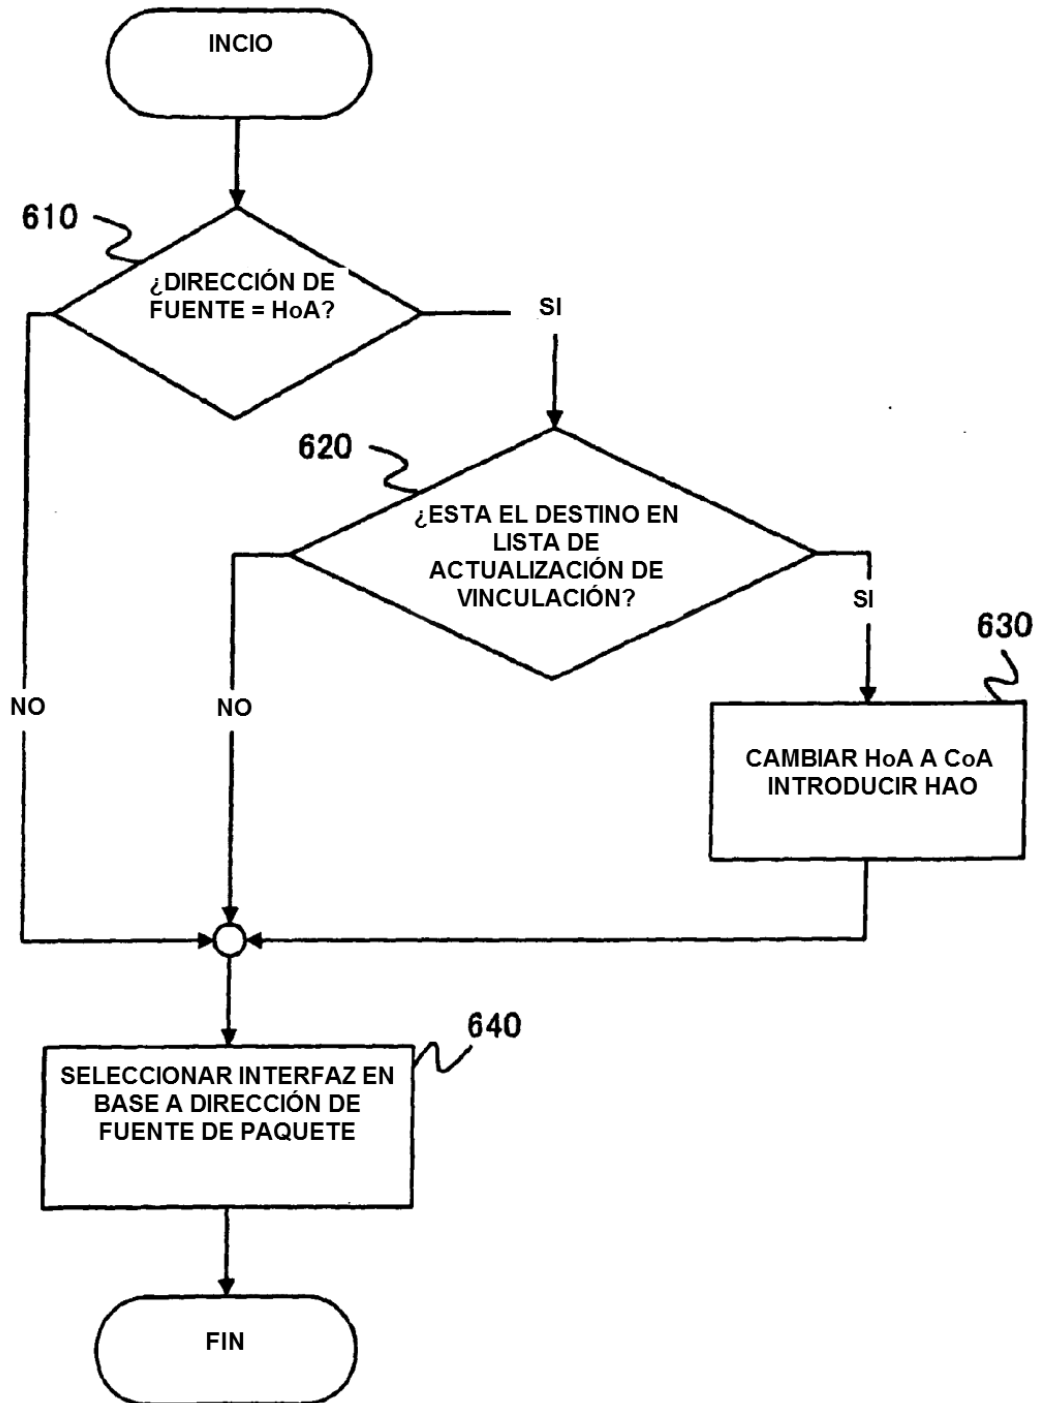 INCIO
610
¿DIRECCIÓN DE
FUENTE = HoA?
SI
620
¿ESTA EL DESTINO EN
LISTA DE
ACTUALIZACIÓN DE
VINCULACIÓN?
SI
630
NO
NO
CAMBIAR HoA A CoA
INTRODUCIR HAO
640
SELECCIONAR INTERFAZ EN
BASE A DIRECCIÓN DE
FUENTE DE PAQUETE
FIN